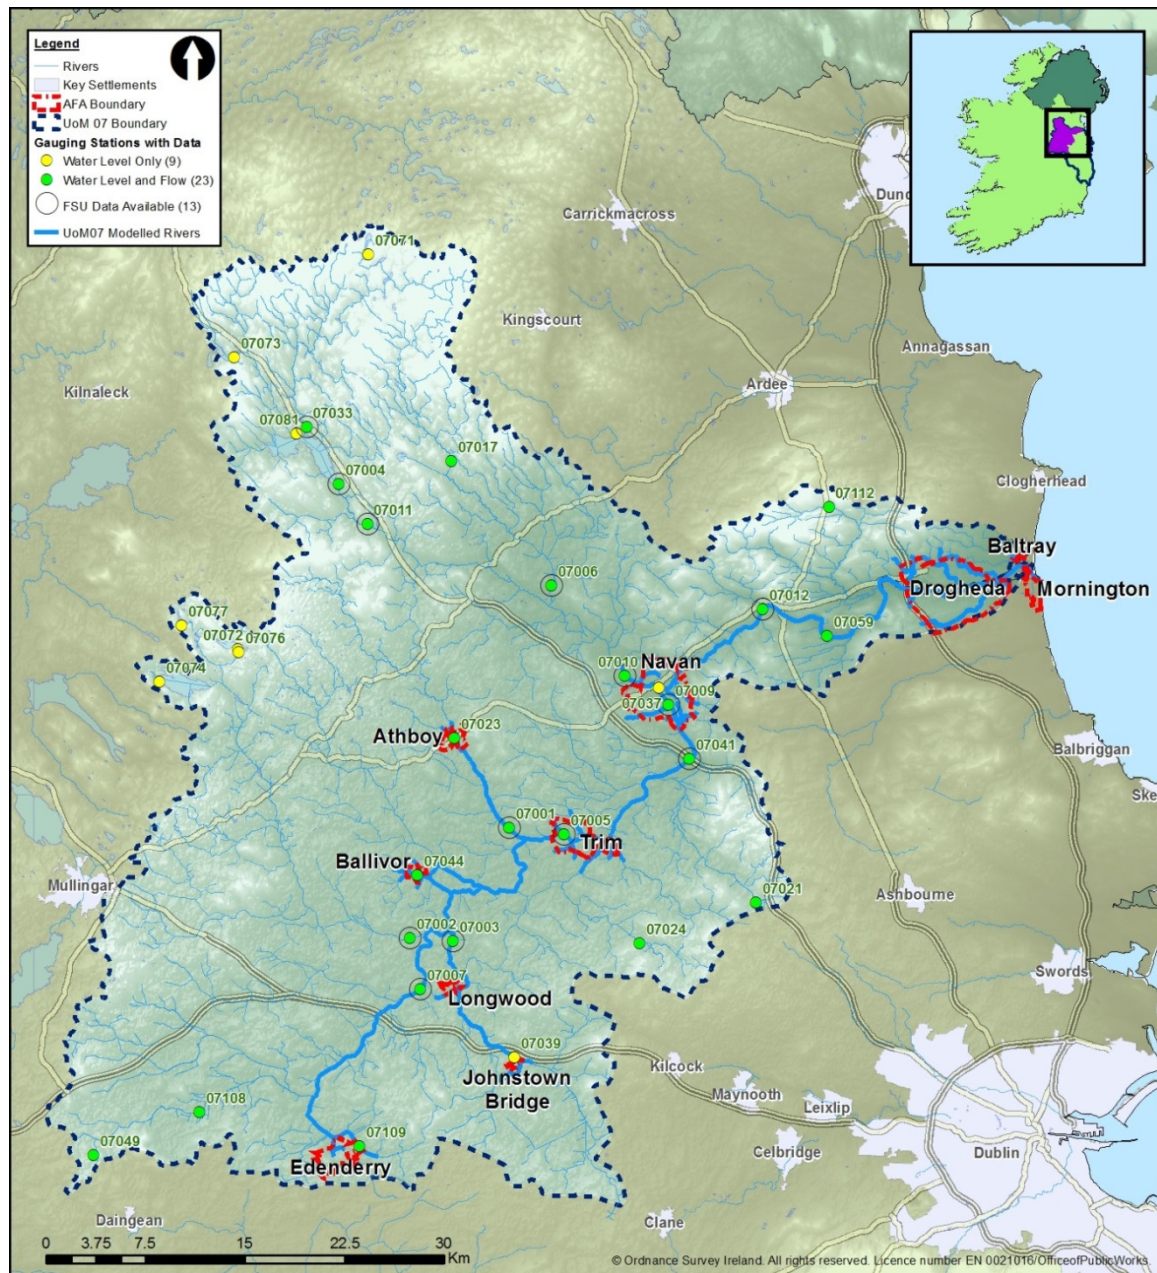 Legend
Rivers
Key Settlements
AFA Boundary
UoM 07 Boundary
Gauging Stations with Data
Water Level Only (9)
Water Level and Flow (23)
FSU Data Available (13)
UoM07 Modelled Rivers
Carrickmacross
Dund
07071
Kingscourt
Annagassan
07073
Ardee
Kilnaleck
07081
07033
07017
07004
Clogherhead
07112
07011
Baltray
07006
Drogheda
Mornington
07012
07077
07059
07072
07076
07074
07010
Navan
07009
07037
07023
Athboy
07041
Balbriggan
Ske
07001
07005
Trim
Ballivor
07044
Mullingar
Ashbourne
07021
07002
07003
07024
Swords
07007
Longwood
07039
Kilcock
Johnstown
Bridge
Maynooth
Leixlip
07108
07049
07109
Celbridge
Dublin
Edenderry
Daingean
Clane
0 3.75 7.5 15 22.5 30
Km
© Ordnance Survey Ireland. All rights reserved. Licence number EN 0021016/OfficeofPublicWorks